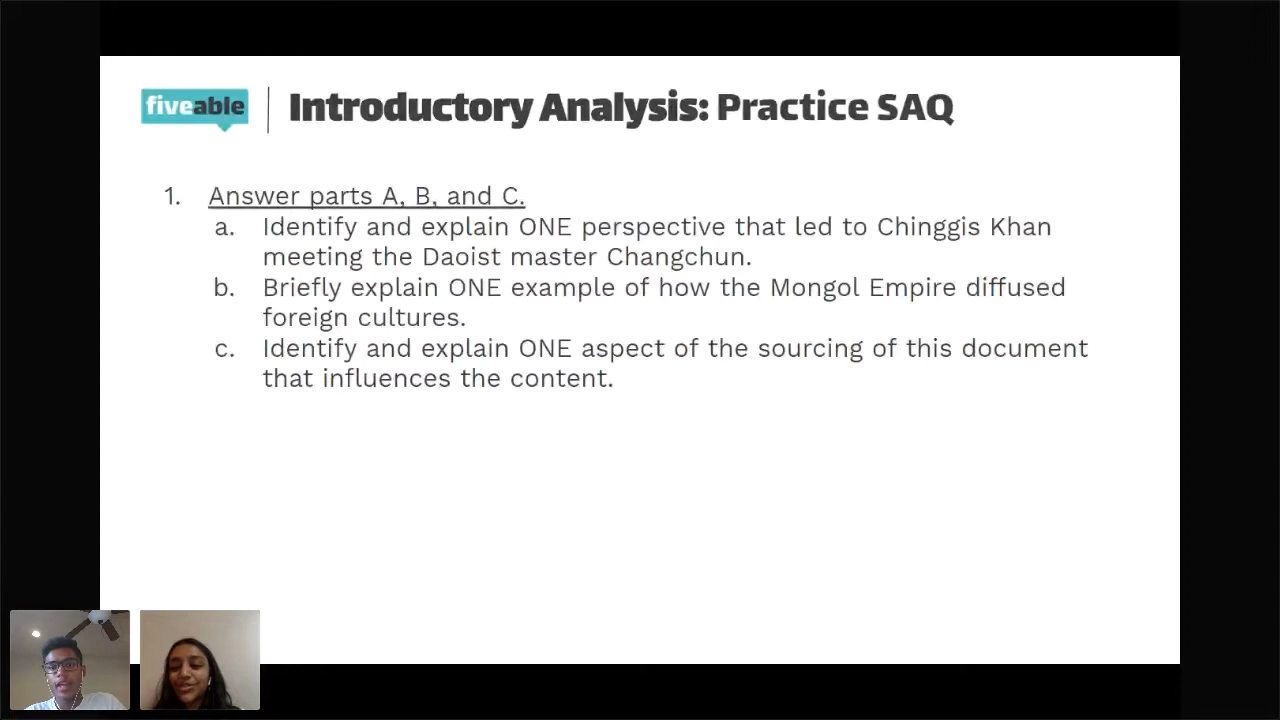 fiveable
Introductory Analysis: Practice SAQ
1. Answer parts A, B, and C.
a. Identify and explain ONE perspective that led to Chinggis Khan
meeting the Daoist master Changchun.
b. Briefly explain ONE example of how the Mongol Empire diffused
foreign cultures.
c. Identify and explain ONE aspect of the sourcing of this document
that influences the content.